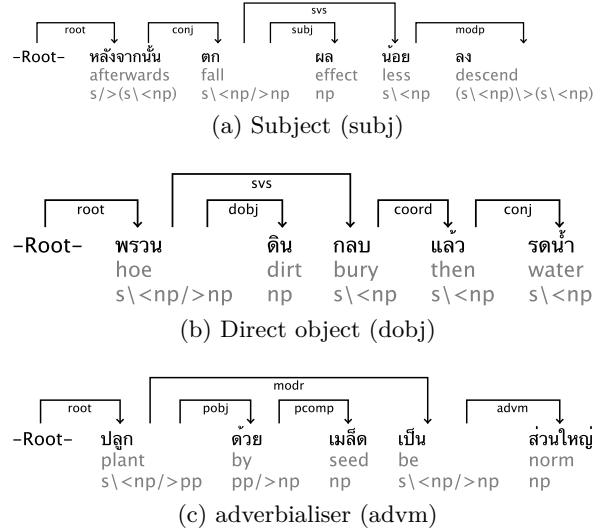 svs
root conj subj modp
–Root– หลังจากนั้น ตก ผล น้อย ลง
afterwards fall effect less descend
s/>(s\<np) s\<np/>np np s\<np (s\<np)\>(s\<np)
(a) Subject (subj)
svs
root dobj coord conj
–Root– พรวน ดิน กลบ แล้ว รดน้ำ
hoe dirt bury then water
s\<np/>np np s\<np s\<np s\<np
(b) Direct object (dobj)
modr
root pobj pcomp advm
–Root– ปลูก ด้วย เมล็ด เป็น ส่วนใหญ่
plant by seed be norm
s\<np/>pp pp/>np np s\<np/>np np
(c) adverbialiser (advm)